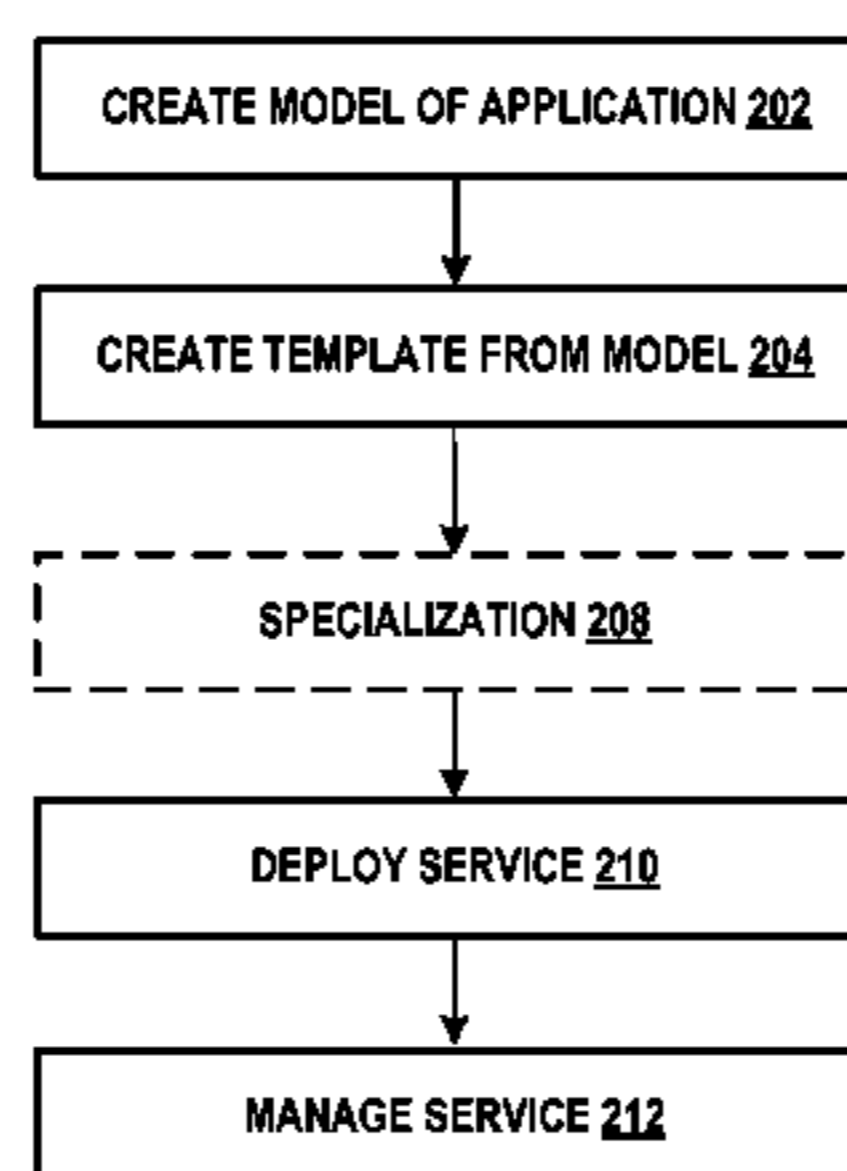 CREATE MODEL OF APPLICATION 202
CREATE TEMPLATE FROM MODEL 204
SPECIALIZATION 208
DEPLOY SERVICE 210
MANAGE SERVICE 212